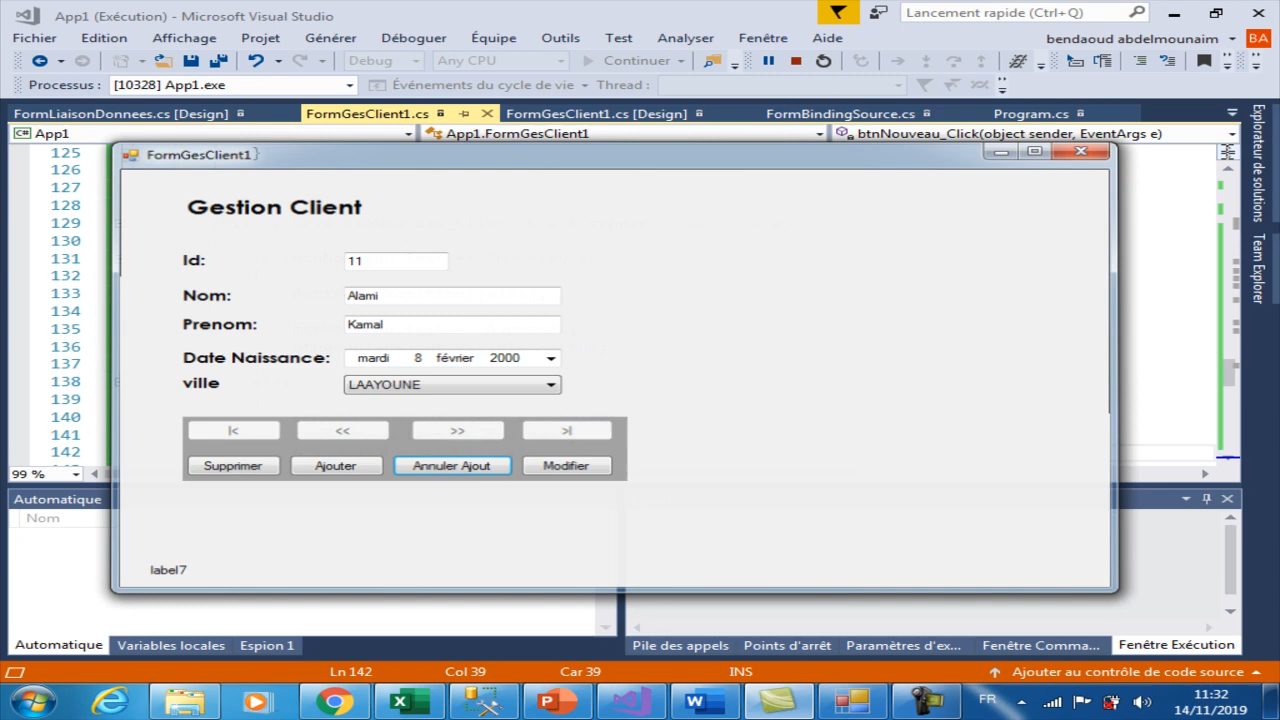 App1 (Exécution) - Microsoft Visual Studio
Lancement rapide (Ctrl+Q)
Fichier Edition Affichage Projet Générer Déboguer Équipe Outils Test Analyser Fenêtre Aide
bendaoud abdelmounaim BA
Debug Any CPU Continuer
Processus : [10328] App1.exe Événements du cycle de vie Thread :
FormLiaisonDonnees.cs [Design] FormGesClient1.cs FormGesClient1.cs [Design] FormBindingSource.cs Program.cs
C# App1 App1.FormGesClient1 btnNouveau_Click(object sender, EventArgs e)
Explorateur de solutions
Team Explorer
125
126
127
128
129
130
131
132
133
134
135
136
137
138
139
140
141
142
99 %
FormGesClient1 }
Gestion Client
Id: 11
Nom: Alami
Prenom: Kamal
Date Naissance: mardi 8 février 2000
ville LAAYOUNE
|< << >> >|
Supprimer Ajouter Annuler Ajout Modifier
label7
Automatique
Nom
Automatique Variables locales Espion 1
Pile des appels Points d'arrêt Paramètres d'ex... Fenêtre Comma... Fenêtre Exécution
Ln 142 Col 39 Car 39 INS Ajouter au contrôle de code source
FR 11:32
14/11/2019